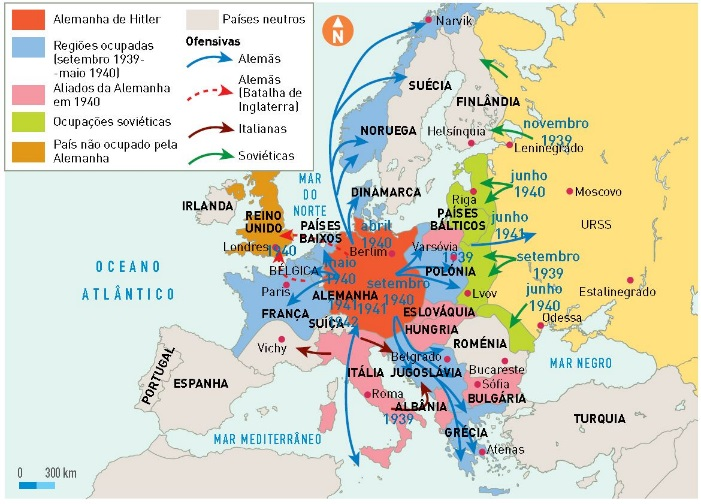 Alemanha de Hitler
Regiões ocupadas
(setembro 1939-
-maio 1940)
Aliados da Alemanha
em 1940
Ocupações soviéticas
País não ocupado pela
Alemanha
Países neutros
Ofensivas
Alemãs
Alemãs
(Batalha de
Inglaterra)
Italianas
Soviéticas
N
Narvik
SUÉCIA
FINLÂNDIA
NORUEGA
Helsínquia
novembro
1939
Leninegrado
MAR
DO
NORTE
DINAMARCA
Riga
junho
1940
Moscovo
IRLANDA
REINO
UNIDO
PAÍSES
BAIXOS
abril
1940
PAÍSES
BÁLTICOS
junho
1941
URSS
Londres
1940
Berlim
Varsóvia
1939
OCEANO
ATLÂNTICO
BÉLGICA
maio
1940
POLÓNIA
setembro
1939
Paris
ALEMANHA
setembro
1940
Lvov
junho
1940
Estalinegrado
1941
1941
1942
FRANÇA
SUÍÇA
ESLOVÁQUIA
HUNGRIA
Odessa
Vichy
ROMÉNIA
Belgrado
MAR NEGRO
PORTUGAL
ESPANHA
ITÁLIA
JUGOSLÁVIA
Bucareste
Sófia
BULGÁRIA
Roma
ALBÂNIA
1939
TURQUIA
MAR MEDITERRÂNEO
GRÉCIA
Atenas
0 300 km